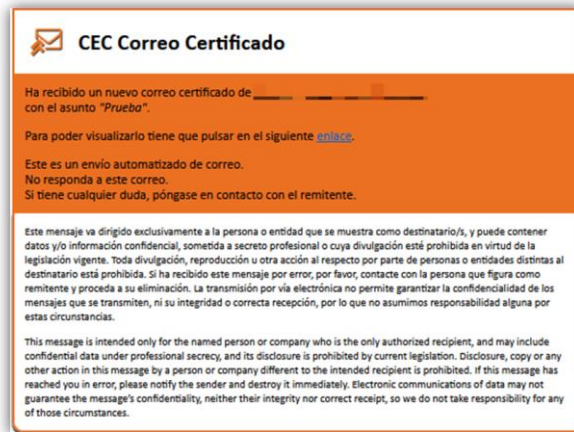 CEC Correo Certificado
Ha recibido un nuevo correo certificado de
con el asunto "Prueba".
Para poder visualizarlo tiene que pulsar en el siguiente enlace.
Este es un envío automatizado de correo.
No responda a este correo.
Si tiene cualquier duda, póngase en contacto con el remitente.
Este mensaje va dirigido exclusivamente a la persona o entidad que se muestra como destinatario/s, y puede contener
datos y/o información confidencial, sometida a secreto profesional o cuya divulgación esté prohibida en virtud de la
legislación vigente. Toda divulgación, reproducción u otra acción al respecto por parte de personas o entidades distintas al
destinatario está prohibida. Si ha recibido este mensaje por error, por favor, contacte con la persona que figura como
remitente y proceda a su eliminación. La transmisión por vía electrónica no permite garantizar la confidencialidad de los
mensajes que se transmiten, ni su integridad o correcta recepción, por lo que no asumimos responsabilidad alguna por
estas circunstancias.
This message is intended only for the named person or company who is the only authorized recipient, and may include
confidential data under professional secrecy, and its disclosure is prohibited by current legislation. Disclosure, copy or any
other action in this message by a person or company different to the intended recipient is prohibited. If this message has
reached you in error, please notify the sender and destroy it immediately. Electronic communications of data may not
guarantee the message's confidentiality, neither their integrity nor correct receipt, so we do not take responsibility for any
of those circumstances.